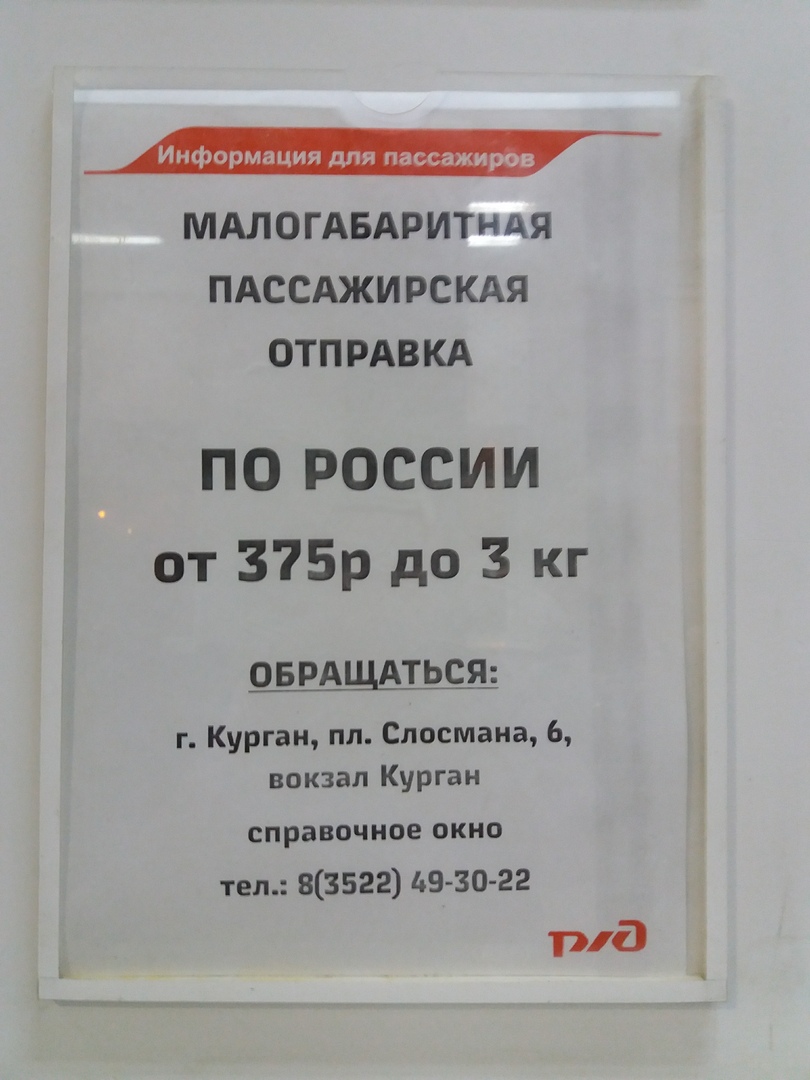 Информация для пассажиров
МАЛОГАБАРИТНАЯ
ПАССАЖИРСКАЯ
ОТПРАВКА
ПО РОССИИ
от 375р до 3 кг
ОБРАЩАТЬСЯ:
г. Курган, пл. Слосмана, 6,
вокзал Курган
справочное окно
тел.: 8(3522) 49-30-22
РЖД